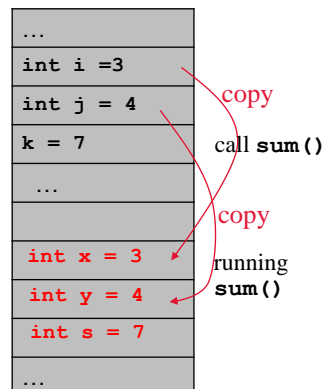 ...
int i =3
int j = 4
copy
k = 7
call sum()
...
copy
int x = 3
running
int y = 4
sum()
int s = 7
...